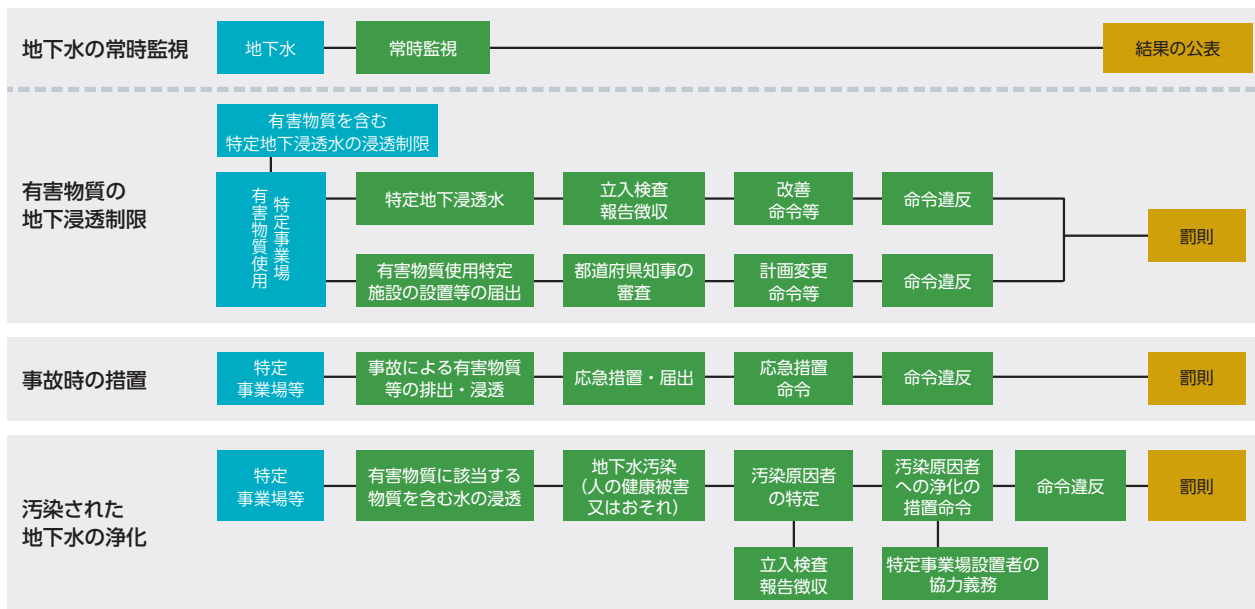 地下水の常時監視
地下水
常時監視
結果の公表
有害物質の
地下浸透制限
有害物質を含む
特定地下浸透水の浸透制限
有害物質使用
特定事業場
特定地下浸透水
立入検査
報告徴収
改善
命令等
命令違反
有害物質使用特定
施設の設置等の届出
都道府県知事の
審査
計画変更
命令等
命令違反
罰則
事故時の措置
特定
事業場等
事故による有害物質
等の排出・浸透
応急措置・届出
応急措置
命令
命令違反
罰則
汚染された
地下水の浄化
特定
事業場等
有害物質に該当する
物質を含む水の浸透
地下水汚染
（人の健康被害
又はおそれ）
汚染原因者
の特定
汚染原因者
への浄化の
措置命令
命令違反
罰則
立入検査
報告徴収
特定事業場設置者の
協力義務